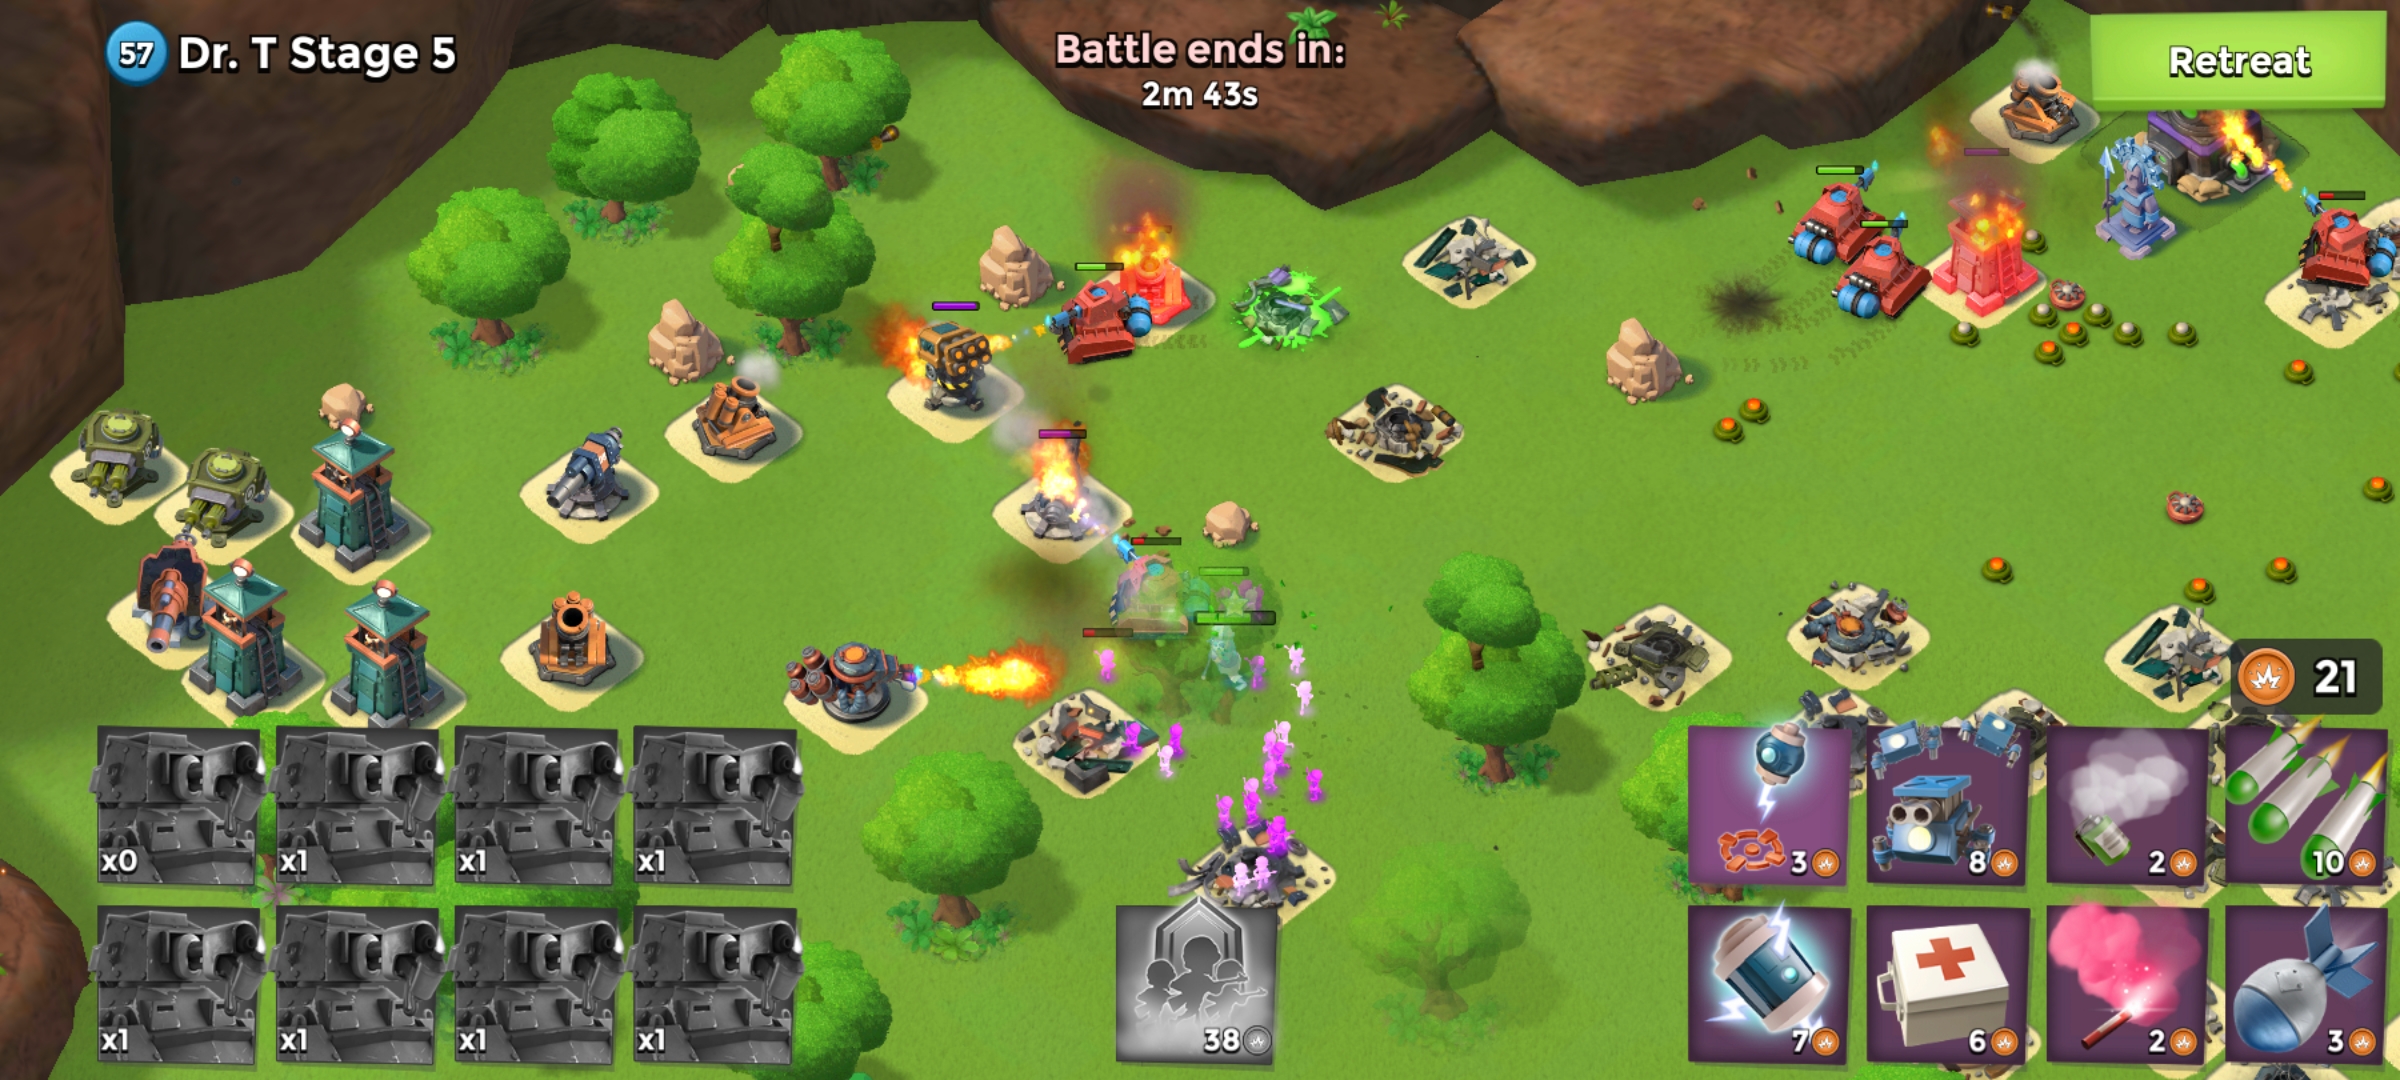 57 Dr. T Stage 5
Battle ends in:
2m 43s
Retreat
21
x0 x1 x1 x1
3 8 2 10
x1 x1 x1 x1
38
7 6 2 3